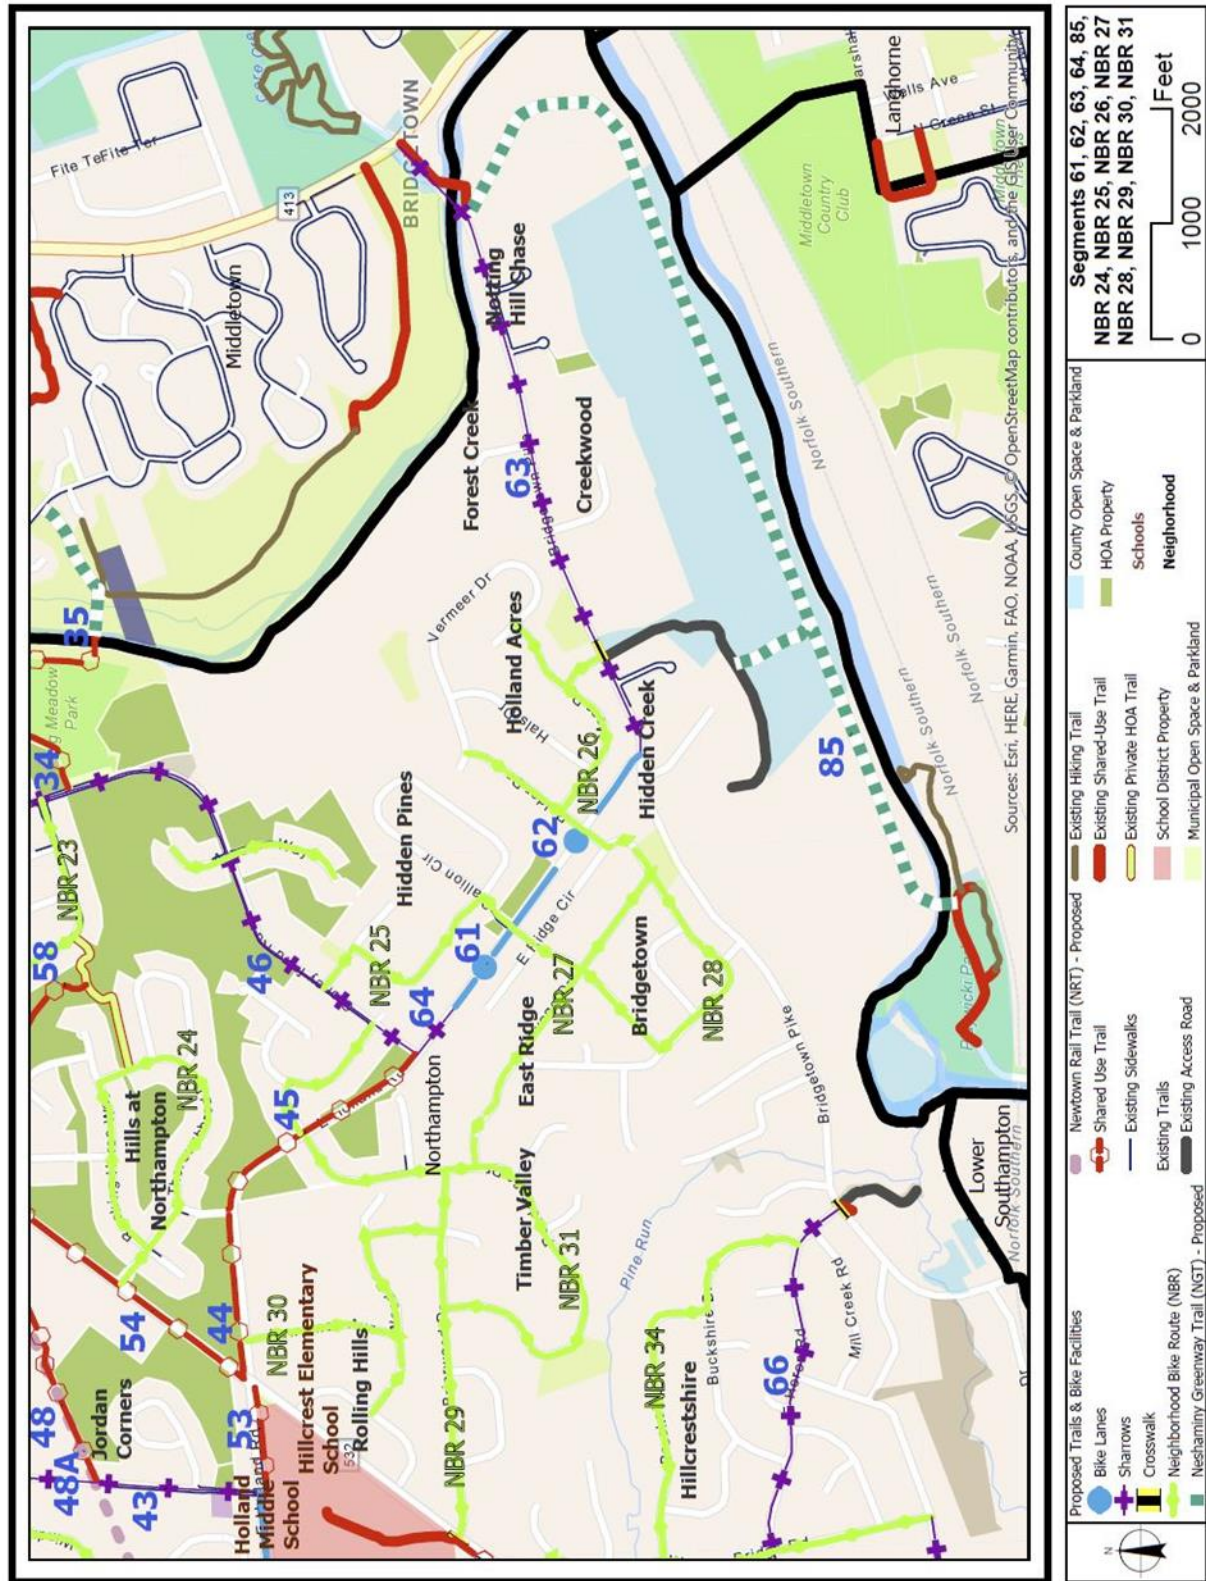 Fite Ter
Fite Ter
413
BRIDGETOWN
Middletown
Langhorne
Wells Ave
N Green St
Middletown
Country
Club
Notting
Hill Chase
Forest Creek
63
Creekwood
Norfolk Southern
Vermeer Dr
Holland Acres
Hidden Creek
NBR 26
62
Hidden Pines
E Ridge Cir
61
NBR 25
64
46
34
NBR 23
58
NBR 24
Hills at
Northampton
45
Northampton
East Ridge
NBR 27
Bridgetown
NBR 28
85
Norfolk Southern
Norfolk Southern
Norfolk Southern
Bridgetown Pike
Timber Valley
NBR 31
Pine Run
Lower
Southampton
Norfolk Southern
54
44
NBR 30
48
48A
43
Jordan
Corners
53
Holland
Middle
School
Hillcrest Elementary
School
Rolling Hills
532
NBR 29
NBR 34
Hillcrestshire
66
Mill Creek Rd
Sources: Esri, HERE, Garmin, FAO, NOAA, USGS, © OpenStreetMap contributors, and the GIS User Community
N
Proposed Trails & Bike Facilities
Bike Lanes
Sharrows
Crosswalk
Neighborhood Bike Route (NBR)
Neshaminy Greenway Trail (NGT) - Proposed
Newtown Rail Trail (NRT) - Proposed
Shared Use Trail
Existing Sidewalks
Existing Trails
Existing Access Road
Existing Hiking Trail
Existing Shared-Use Trail
Existing Private HOA Trail
School District Property
Municipal Open Space & Parkland
County Open Space & Parkland
HOA Property
Schools
Neighorhood
Segments 61, 62, 63, 64, 85,
NBR 24, NBR 25, NBR 26, NBR 27
NBR 28, NBR 29, NBR 30, NBR 31
Feet
0 1000 2000